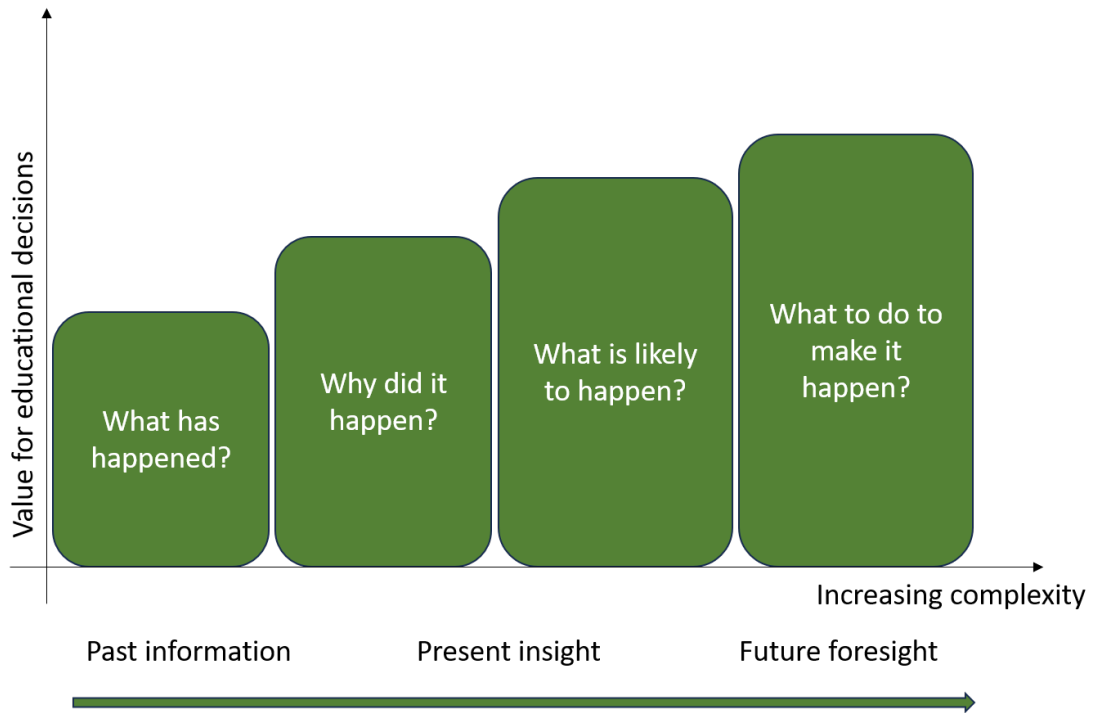 Value for educational decisions
What has
happened?
Why did it
happen?
What is likely
to happen?
What to do to
make it
happen?
Increasing complexity
Past information
Present insight
Future foresight